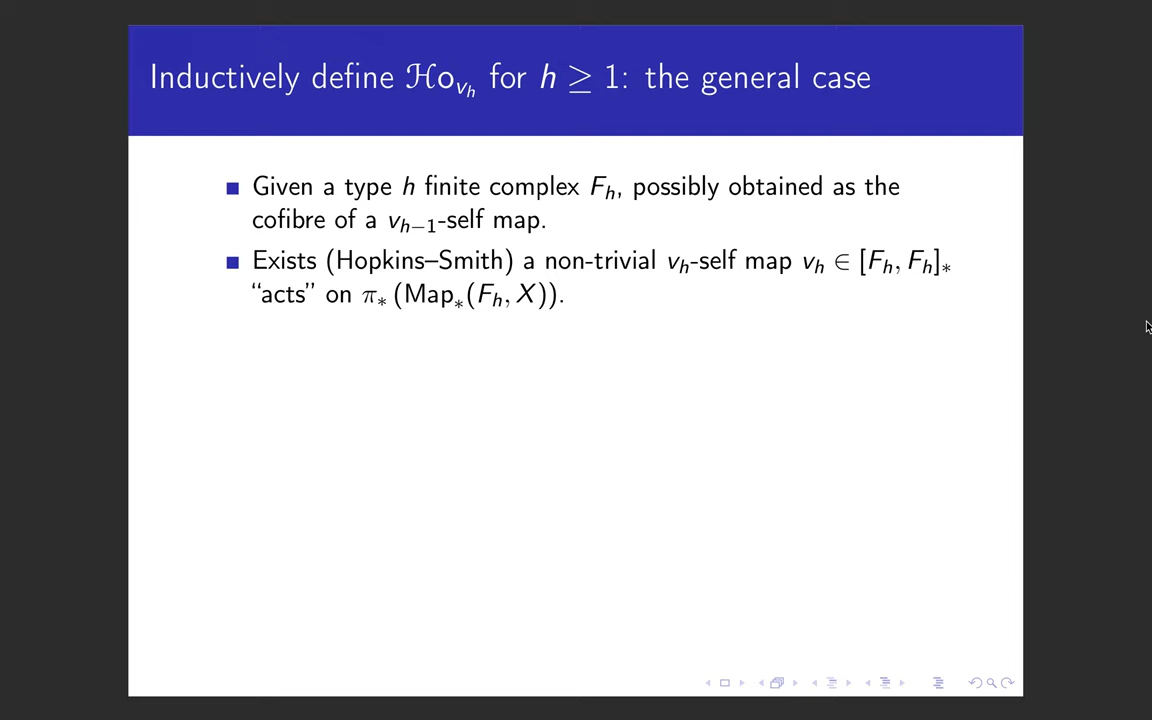 Inductively define ℋo_{v_h} for h ≥ 1: the general case
Given a type h finite complex F_h, possibly obtained as the
cofibre of a v_{h−1}-self map.
Exists (Hopkins–Smith) a non-trivial v_h-self map v_h ∈ [F_h, F_h]_*
“acts” on π_* (Map_*(F_h, X)).